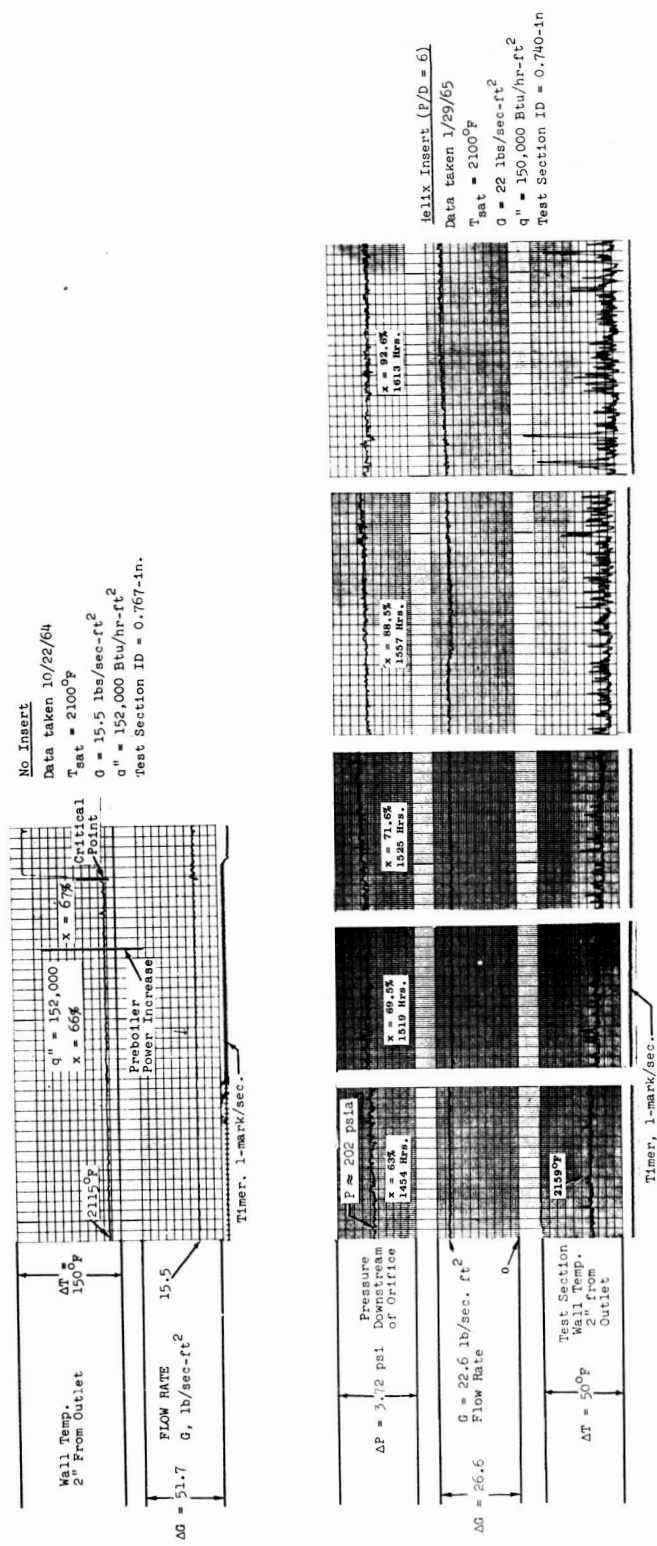 Wall Temp.
2" From Outlet
ΔT =
150°F
2115°F
q" = 152,000
x = 66%
x = 67%
Critical
Point
Preboiler
Power Increase
ΔG = 51.7
FLOW RATE
G, lb/sec-ft²
15.5
Timer. 1-mark/sec.
No Insert
Data taken 10/22/64
Tsat = 2100°F
G = 15.5 lbs/sec-ft²
q" = 152,000 Btu/hr-ft²
Test Section ID = 0.767-in.
ΔP = 3.72 psi
Pressure
Downstream
of Orifice
P ≈ 202 psia
x = 63%
1454 Hrs.
x = 69.5%
1519 Hrs.
x = 71.6%
1525 Hrs.
x = 88.5%
1557 Hrs.
x = 92.6%
1613 Hrs.
ΔG = 26.6
G = 22.6 lb/sec. ft²
Flow Rate
0
ΔT = 50°F
Test Section
Wall Temp.
2" from
Outlet
2159°F
Timer, 1-mark/sec.
Helix Insert (P/D = 6)
Data taken 1/29/65
Tsat = 2100°F
G = 22 lbs/sec-ft²
q" = 150,000 Btu/hr-ft²
Test Section ID = 0.740-in